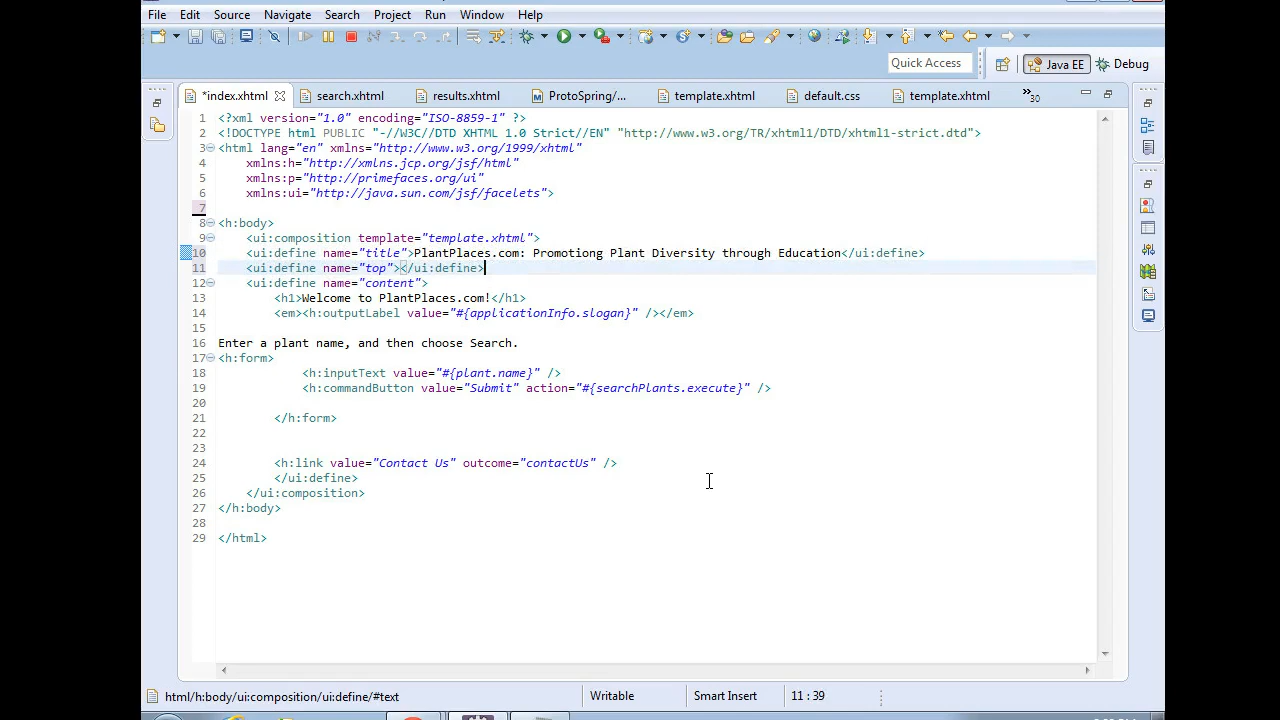 File Edit Source Navigate Search Project Run Window Help
Quick Access Java EE Debug
*index.xhtml search.xhtml results.xhtml ProtoSpring/... template.xhtml default.css template.xhtml 30
1 <?xml version="1.0" encoding="ISO-8859-1" ?>
2 <!DOCTYPE html PUBLIC "-//W3C//DTD XHTML 1.0 Strict//EN" "http://www.w3.org/TR/xhtml1/DTD/xhtml1-strict.dtd">
3 <html lang="en" xmlns="http://www.w3.org/1999/xhtml"
4 xmlns:h="http://xmlns.jcp.org/jsf/html"
5 xmlns:p="http://primefaces.org/ui"
6 xmlns:ui="http://java.sun.com/jsf/facelets">
7
8 <h:body>
9 <ui:composition template="template.xhtml">
10 <ui:define name="title">PlantPlaces.com: Promotiong Plant Diversity through Education</ui:define>
11 <ui:define name="top"></ui:define>
12 <ui:define name="content">
13 <h1>Welcome to PlantPlaces.com!</h1>
14 <em><h:outputLabel value="#{applicationInfo.slogan}" /></em>
15
16 Enter a plant name, and then choose Search.
17 <h:form>
18 <h:inputText value="#{plant.name}" />
19 <h:commandButton value="Submit" action="#{searchPlants.execute}" />
20
21 </h:form>
22
23
24 <h:link value="Contact Us" outcome="contactUs" />
25 </ui:define>
26 </ui:composition>
27 </h:body>
28
29 </html>
html/h:body/ui:composition/ui:define/#text Writable Smart Insert 11 : 39